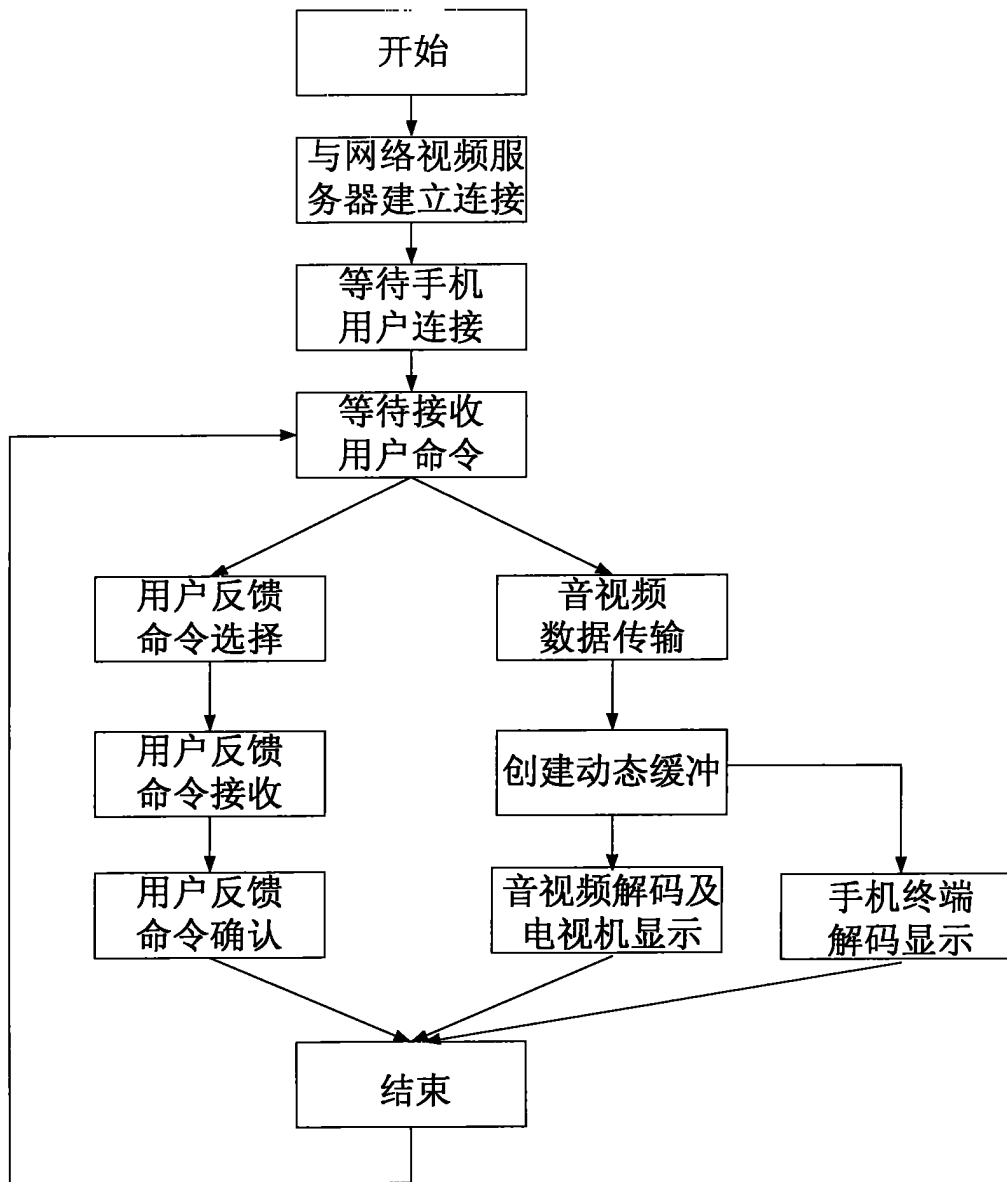 开始
与网络视频服
务器建立连接
等待手机
用户连接
等待接收
用户命令
用户反馈
命令选择
音视频
数据传输
用户反馈
命令接收
创建动态缓冲
用户反馈
命令确认
音视频解码及
电视机显示
手机终端
解码显示
结束